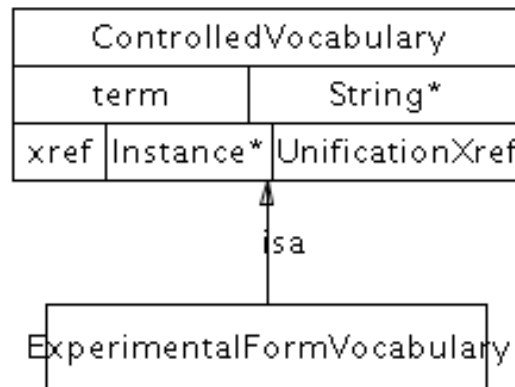 ControlledVocabulary
term String*
xref Instance* UnificationXref
isa
ExperimentalFormVocabulary